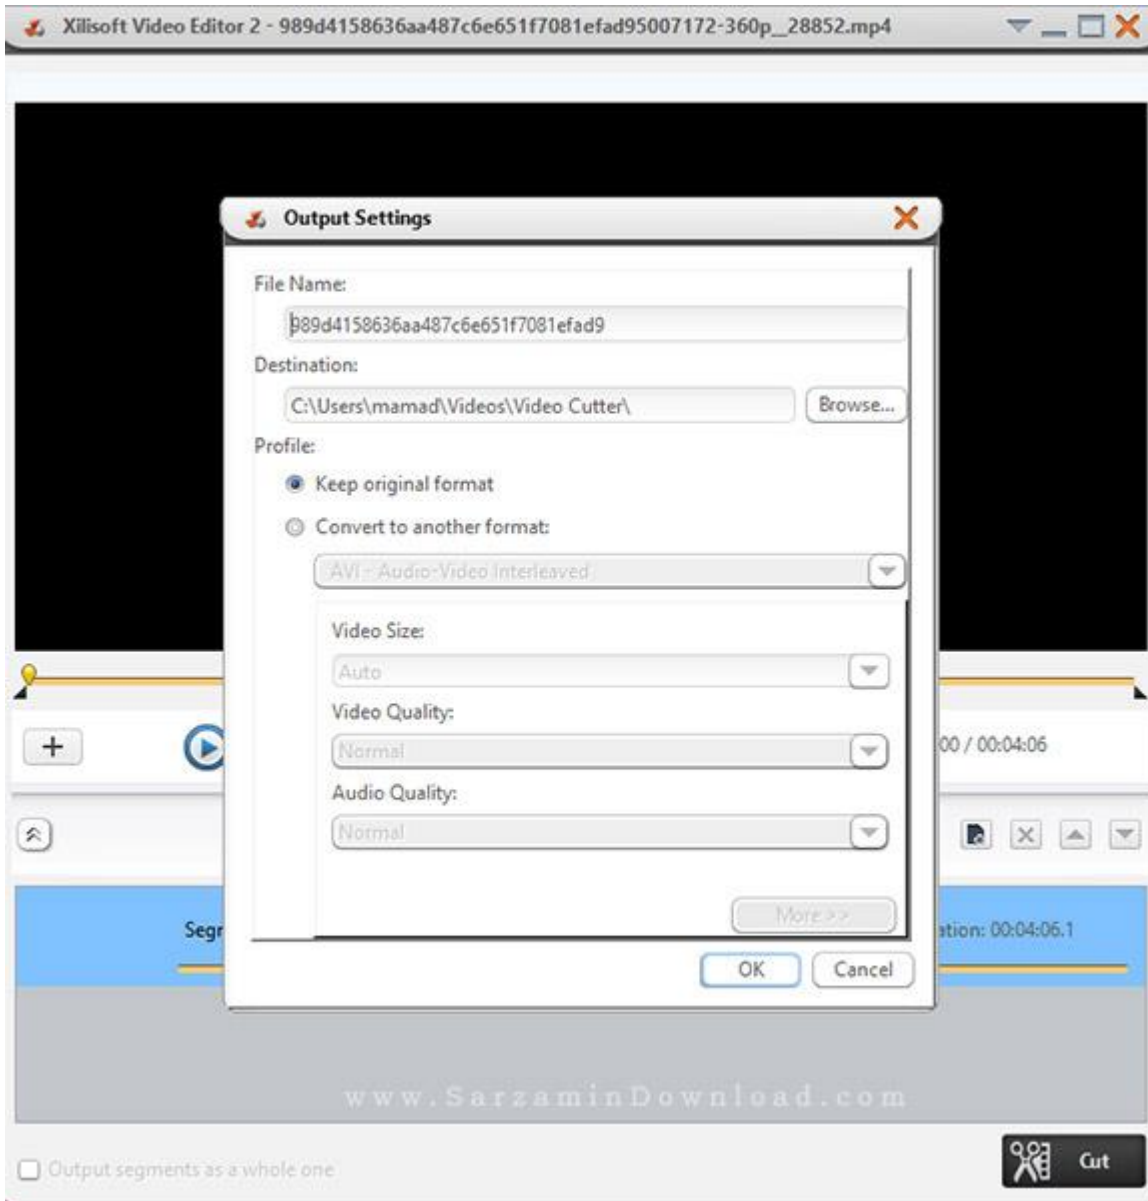 Xilisoft Video Editor 2 - 989d4158636aa487c6e651f7081efad95007172-360p_28852.mp4
Output Settings
File Name:
989d4158636aa487c6e651f7081efad9
Destination:
C:\Users\mamad\Videos\Video Cutter\
Browse...
Profile:
Keep original format
Convert to another format:
AVI - Audio-Video Interleaved
Video Size:
Auto
Video Quality:
Normal
00 / 00:04:06
Audio Quality:
Normal
More >>
Segr
ation: 00:04:06.1
OK
Cancel
www.SarzaminDownload.com
Output segments as a whole one
Cut